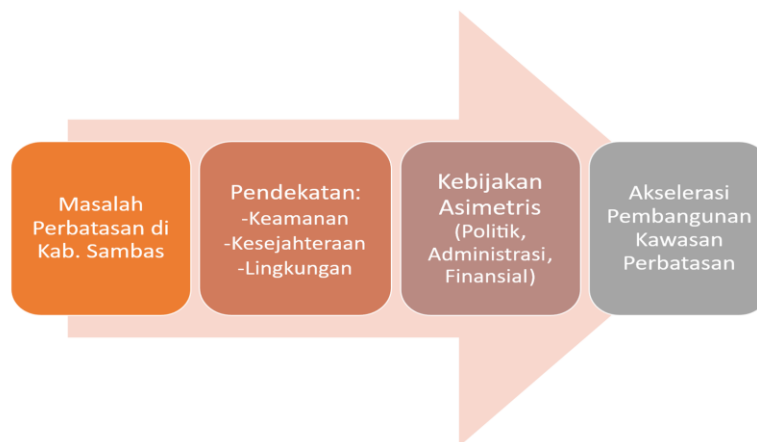 Masalah
Perbatasan di
Kab. Sambas
Pendekatan:
-Keamanan
-Kesejahteraan
-Lingkungan
Kebijakan
Asimetris
(Politik,
Administrasi,
Finansial)
Akselerasi
Pembangunan
Kawasan
Perbatasan